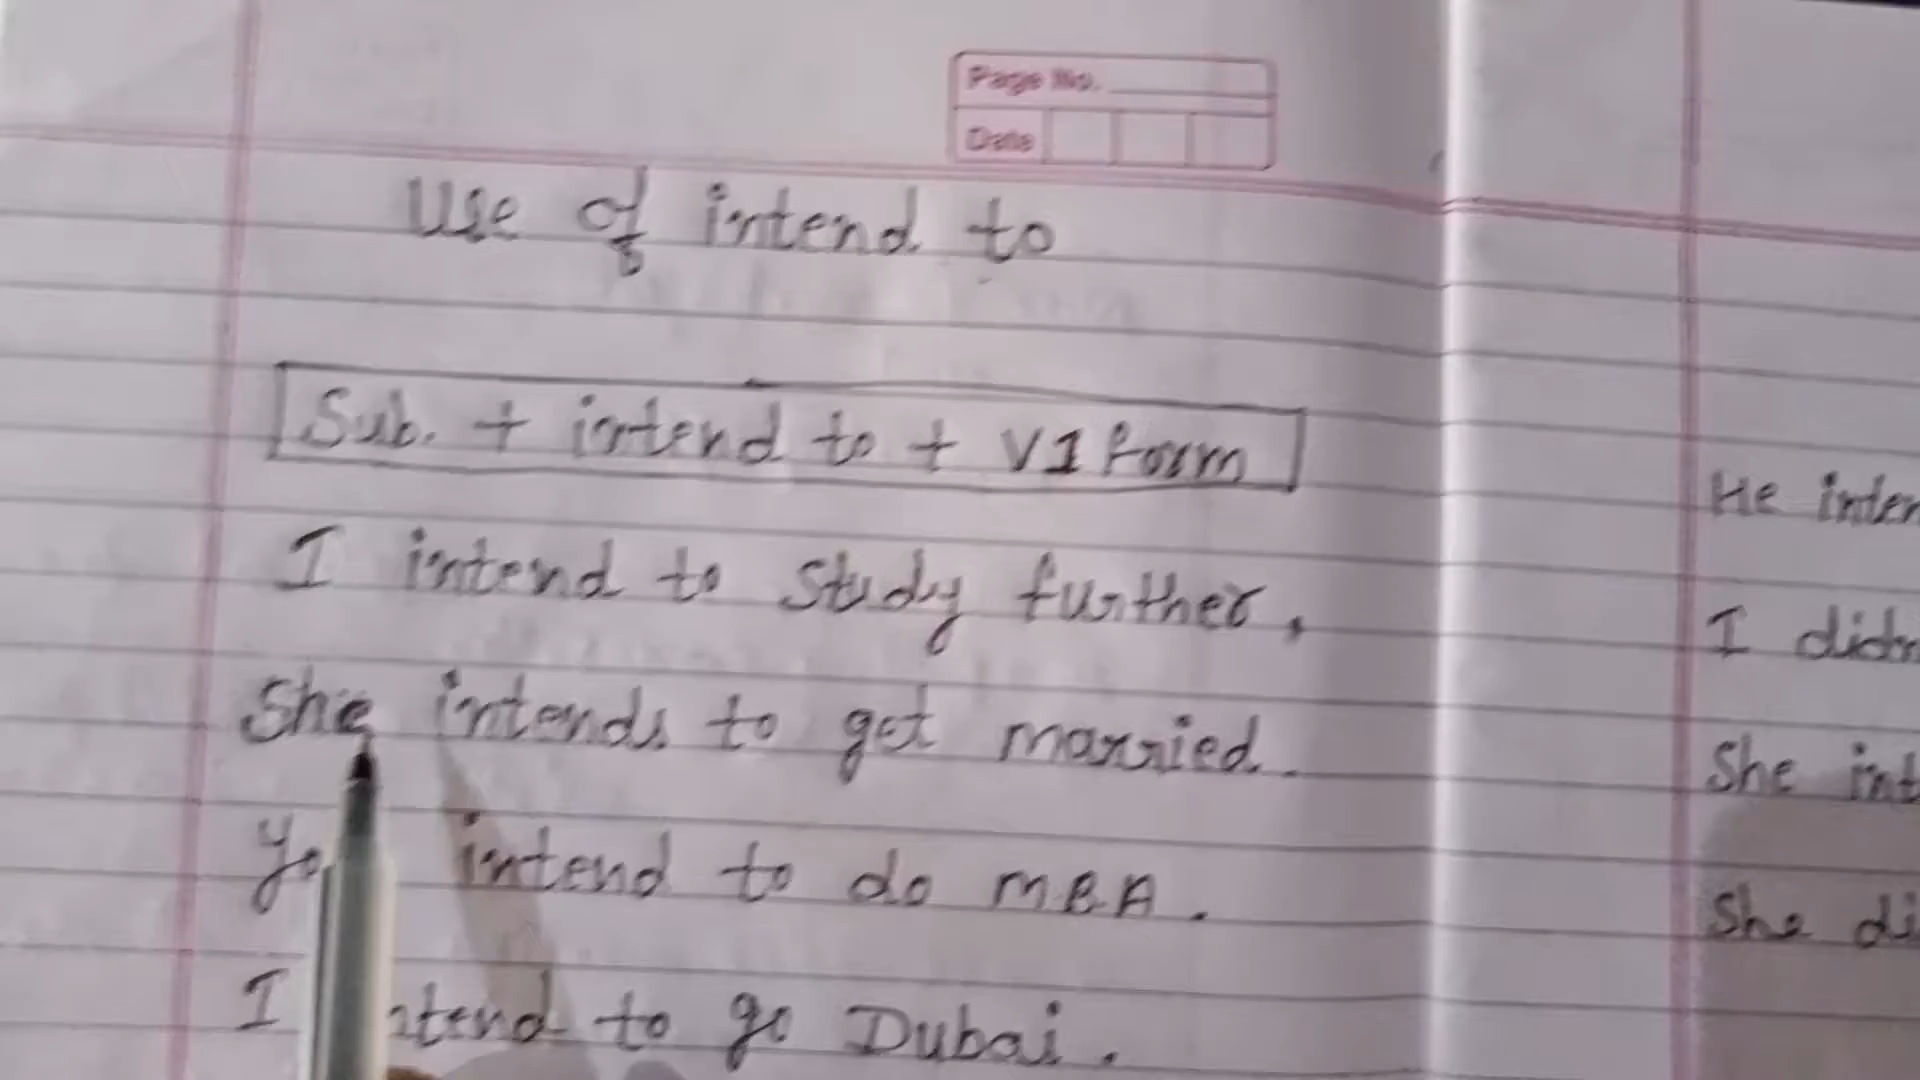 Page No.
Date
Use of intend to
Sub. + intend to + V1 form
I intend to study further.
She intends to get married.
intend to do MBA.
I to go Dubai.
He
I
She
She